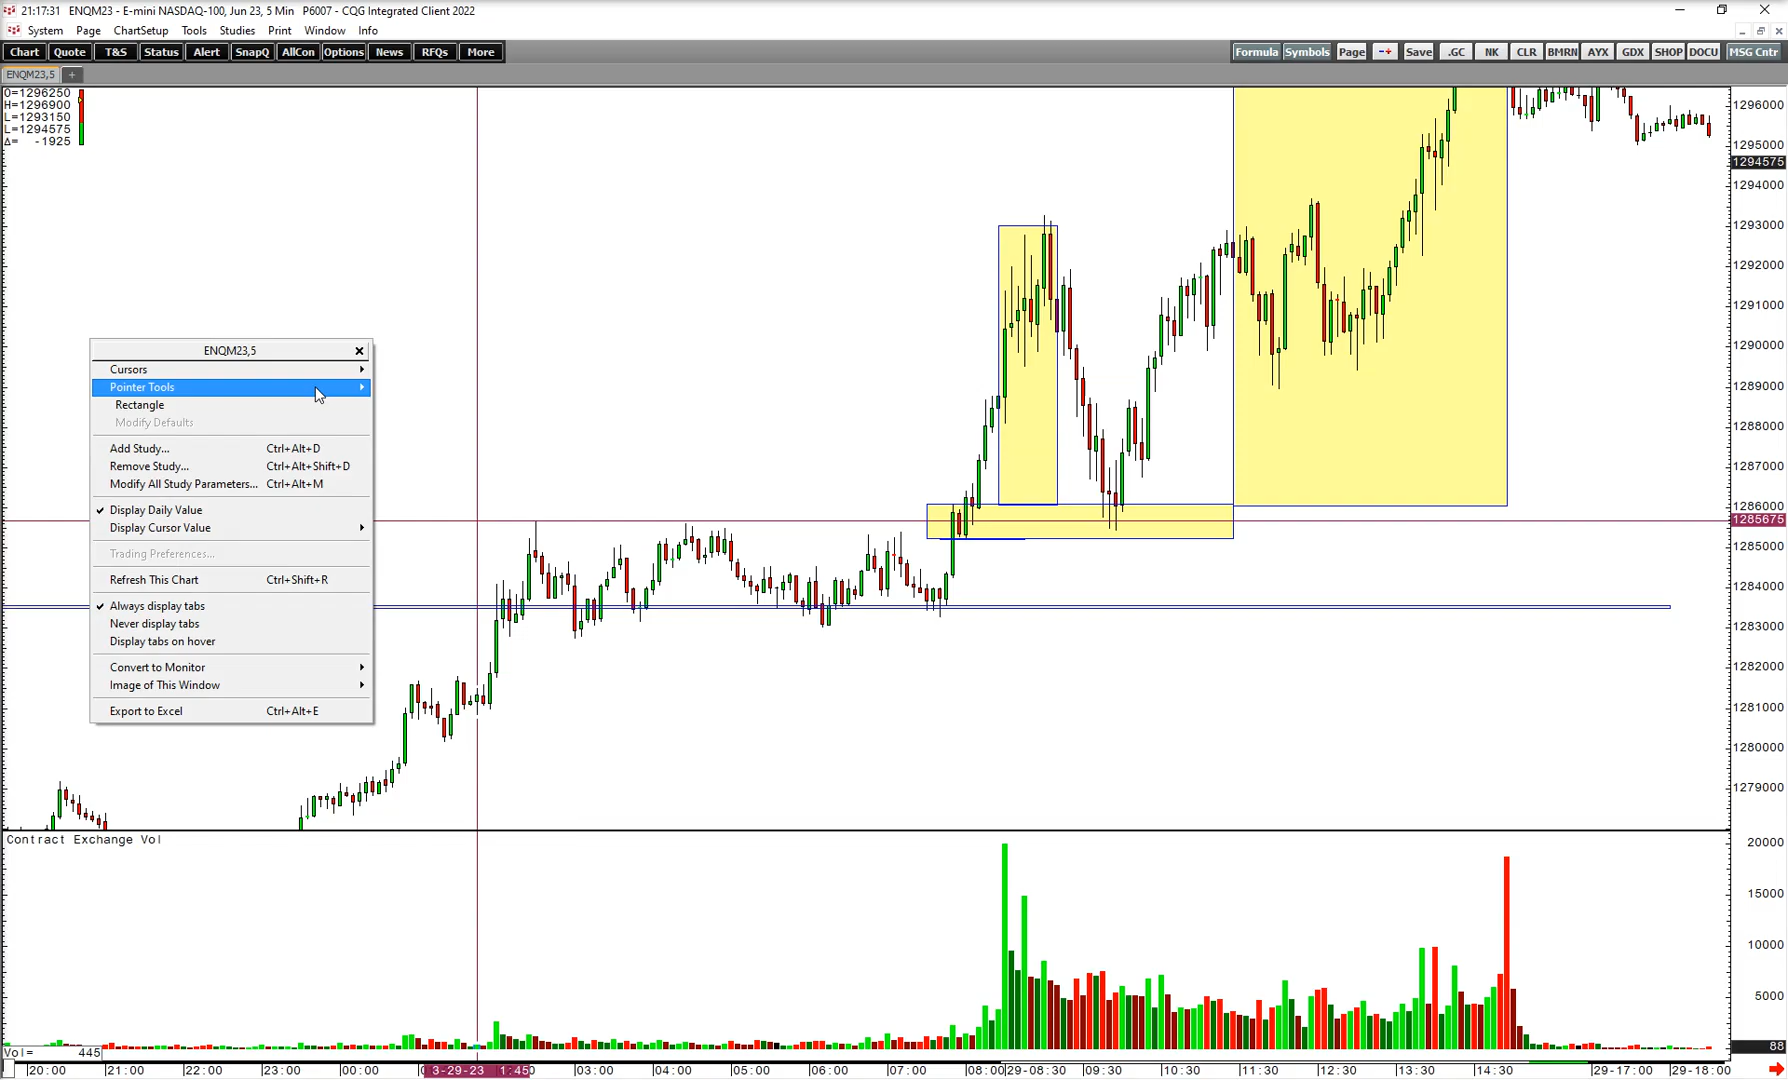 21:17:31 ENQM23 - E-mini NASDAQ-100, Jun 23, 5 Min P6007 - CQG Integrated Client 2022
System Page ChartSetup Tools Studies Print Window Info
Chart Quote T&S Status Alert SnapQ AllCon Options News RFQs More Formula Symbols Page Save .GC NK CLR BMRN AYX GDX SHOP DOCU MSG Cntr
ENQM23,5 +
O=1296250
H=1296900
L=1293150
L=1294575
Δ= -1925
1296000
1295000
1294575
1294000
1293000
1292000
1291000
1290000
1289000
1288000
1287000
1286000
1285675
1285000
1284000
1283000
1282000
1281000
1280000
1279000
ENQM23,5
Cursors
Pointer Tools
Rectangle
Modify Defaults
Add Study... Ctrl+Alt+D
Remove Study... Ctrl+Alt+Shift+D
Modify All Study Parameters... Ctrl+Alt+M
Display Daily Value
Display Cursor Value
Trading Preferences...
Refresh This Chart Ctrl+Shift+R
Always display tabs
Never display tabs
Display tabs on hover
Convert to Monitor
Image of This Window
Export to Excel Ctrl+Alt+E
Contract Exchange Vol
20000
15000
10000
5000
88
Vol= 445
20:00 21:00 22:00 23:00 00:00 3-29-23 1:45 03:00 04:00 05:00 06:00 07:00 08:00 29-08:30 09:30 10:30 11:30 12:30 13:30 14:30 29-17:00 29-18:00